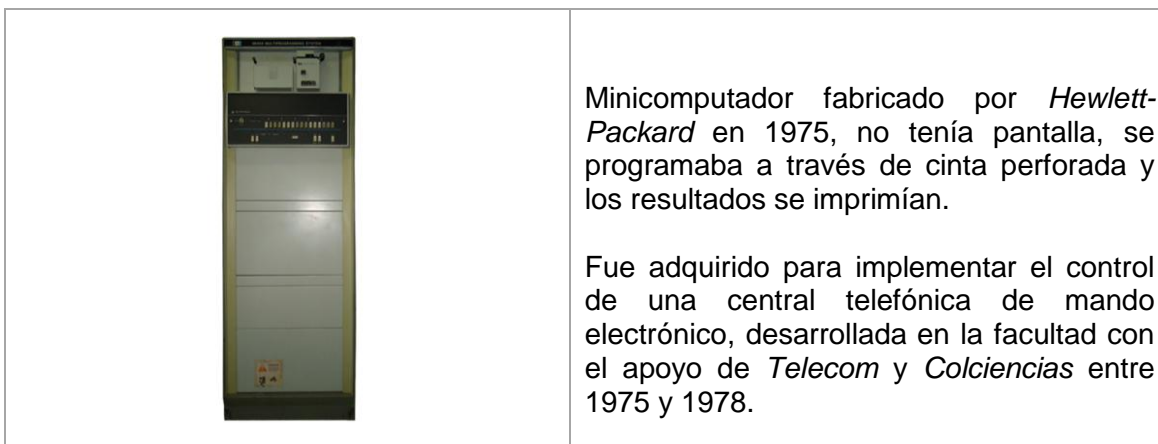 Minicomputador fabricado por Hewlett-
Packard en 1975, no tenía pantalla, se
programaba a través de cinta perforada y
los resultados se imprimían.
Fue adquirido para implementar el control
de una central telefónica de mando
electrónico, desarrollada en la facultad con
el apoyo de Telecom y Colciencias entre
1975 y 1978.